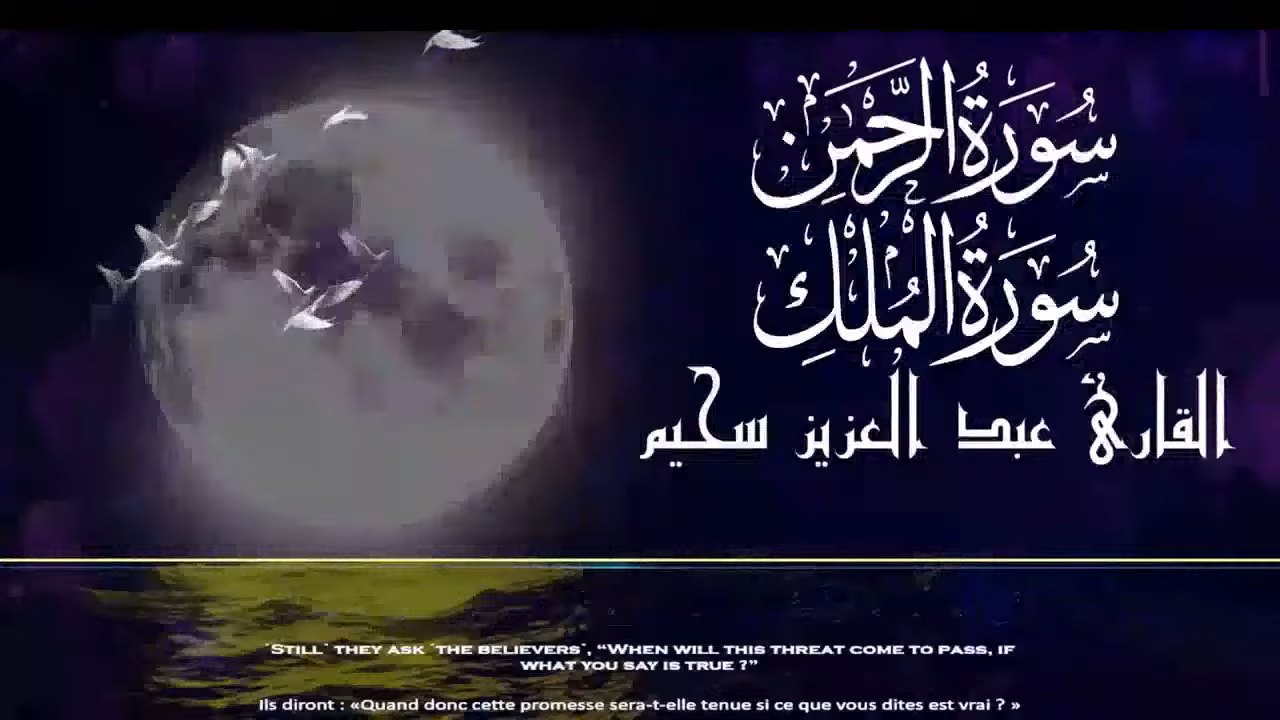 سُورَةُ الرَّحْمَٰنِ
سُورَةُ الْمُلْكِ
القارئ عبد العزيز سحيم
`Still` they ask `the believers`, “When will this threat come to pass, if
what you say is true ?”
Ils diront : «Quand donc cette promesse sera-t-elle tenue si ce que vous dites est vrai ? »